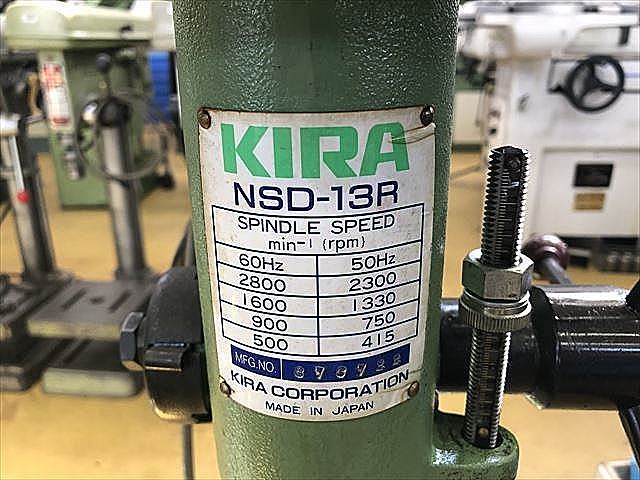 KIRA
NSD-13R
SPINDLE SPEED
min-1 (rpm)
60Hz 50Hz
2800 2300
1600 1330
900 750
500 415
MFG.NO.
KIRA CORPORATION
MADE IN JAPAN